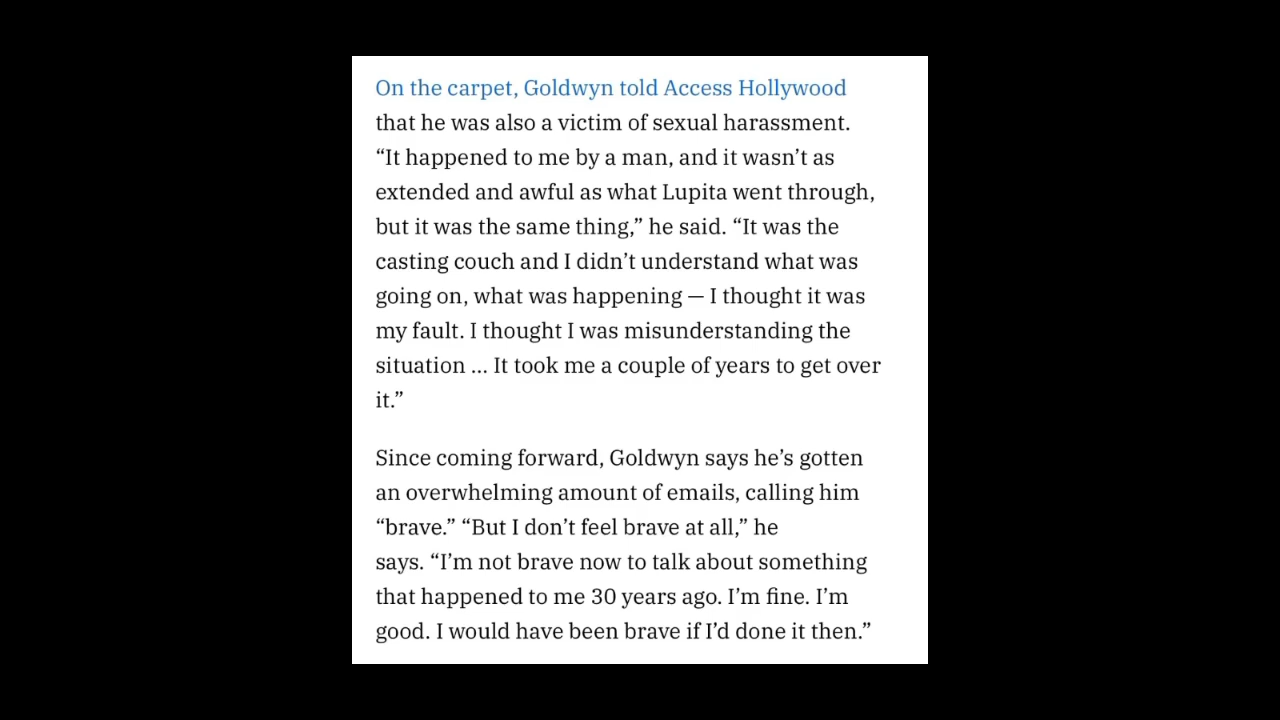 On the carpet, Goldwyn told Access Hollywood
that he was also a victim of sexual harassment.
“It happened to me by a man, and it wasn’t as
extended and awful as what Lupita went through,
but it was the same thing,” he said. “It was the
casting couch and I didn’t understand what was
going on, what was happening — I thought it was
my fault. I thought I was misunderstanding the
situation ... It took me a couple of years to get over
it.”
Since coming forward, Goldwyn says he’s gotten
an overwhelming amount of emails, calling him
“brave.” “But I don’t feel brave at all,” he
says. “I’m not brave now to talk about something
that happened to me 30 years ago. I’m fine. I’m
good. I would have been brave if I’d done it then.”